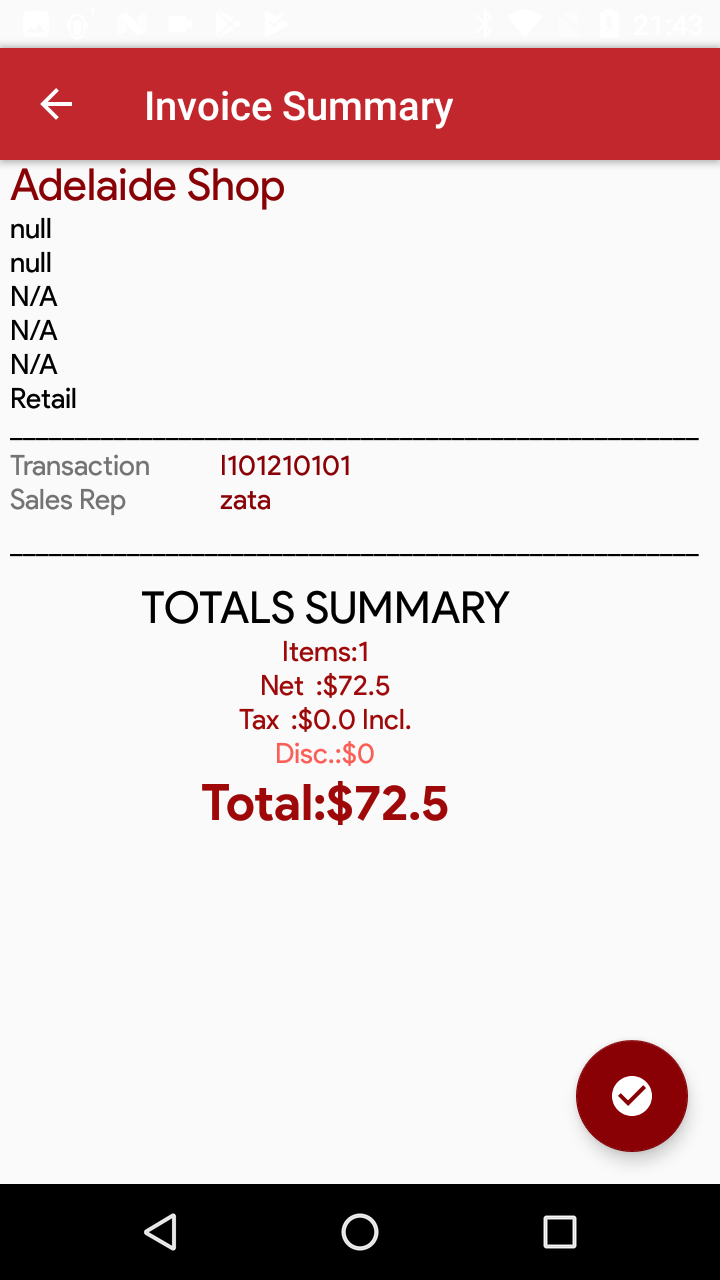 21:43
Invoice Summary
Adelaide Shop
null
null
N/A
N/A
N/A
Retail
Transaction I101210101
Sales Rep zata
TOTALS SUMMARY
Items:1
Net :$72.5
Tax :$0.0 Incl.
Disc.:$0
Total:$72.5